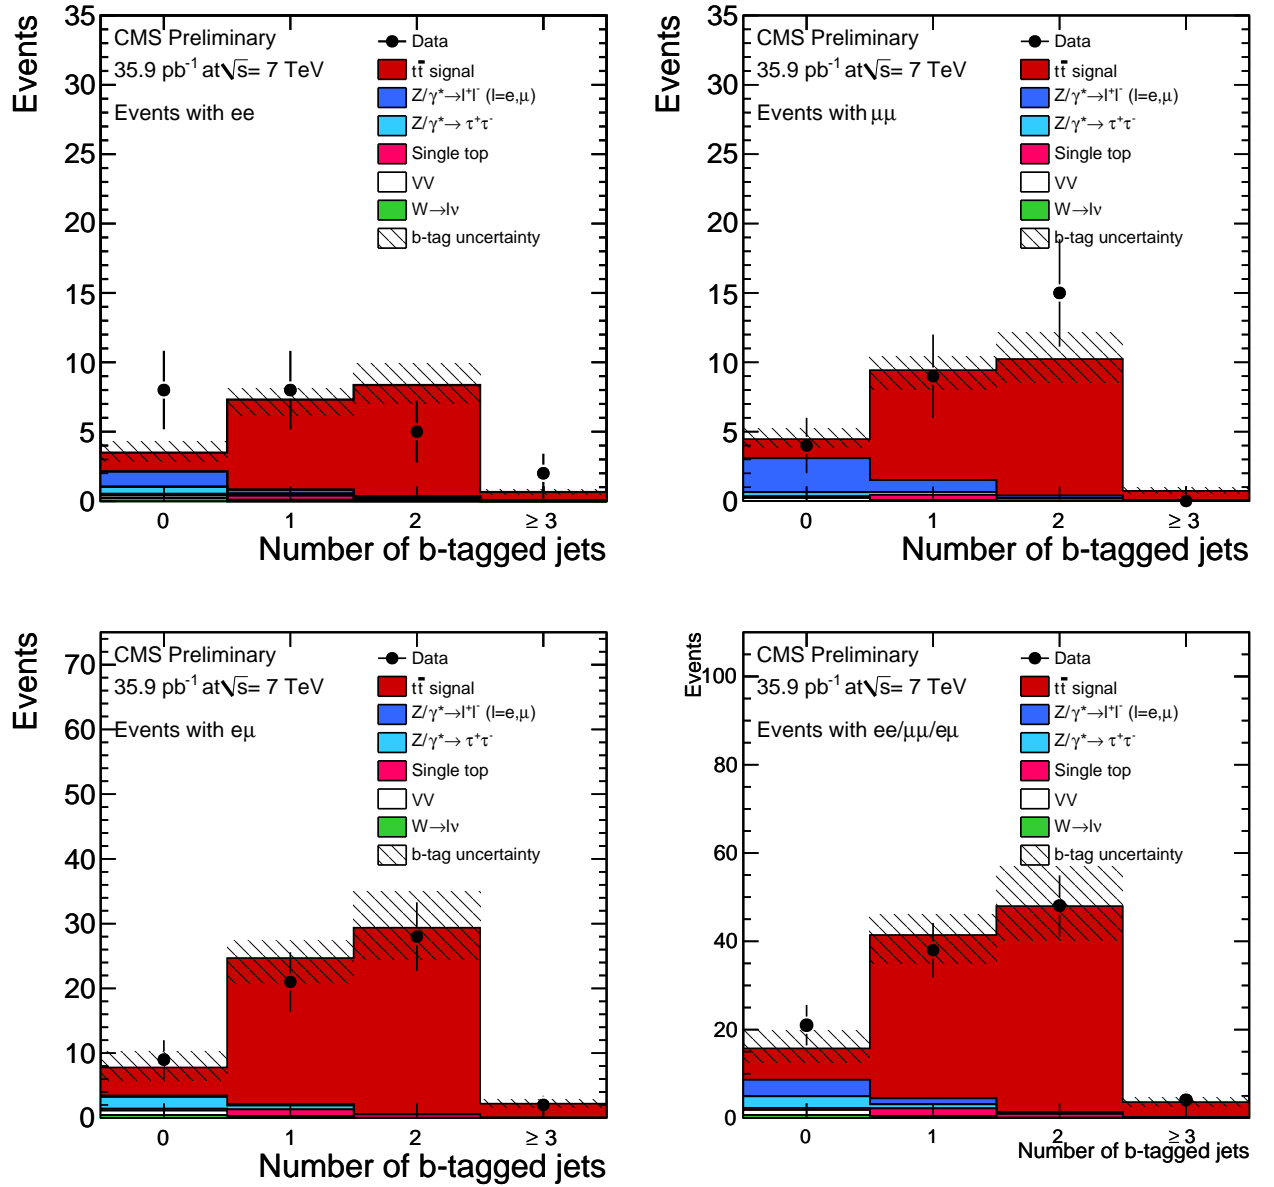 Events
35
30
25
20
15
10
5
0
CMS Preliminary
35.9 pb⁻¹ at √s= 7 TeV
Events with ee
Data
tt̄ signal
Z/γ*→l⁺l⁻ (l=e,μ)
Z/γ*→ τ⁺τ⁻
Single top
VV
W→lν
b-tag uncertainty
0 1 2 ≥ 3
Number of b-tagged jets
Events
35
30
25
20
15
10
5
0
CMS Preliminary
35.9 pb⁻¹ at √s= 7 TeV
Events with μμ
Data
tt̄ signal
Z/γ*→l⁺l⁻ (l=e,μ)
Z/γ*→ τ⁺τ⁻
Single top
VV
W→lν
b-tag uncertainty
0 1 2 ≥ 3
Number of b-tagged jets
Events
70
60
50
40
30
20
10
0
CMS Preliminary
35.9 pb⁻¹ at √s= 7 TeV
Events with eμ
Data
tt̄ signal
Z/γ*→l⁺l⁻ (l=e,μ)
Z/γ*→ τ⁺τ⁻
Single top
VV
W→lν
b-tag uncertainty
0 1 2 ≥ 3
Number of b-tagged jets
Events
100
80
60
40
20
0
CMS Preliminary
35.9 pb⁻¹ at √s= 7 TeV
Events with ee/μμ/eμ
Data
tt̄ signal
Z/γ*→l⁺l⁻ (l=e,μ)
Z/γ*→ τ⁺τ⁻
Single top
VV
W→lν
b-tag uncertainty
0 1 2 ≥ 3
Number of b-tagged jets